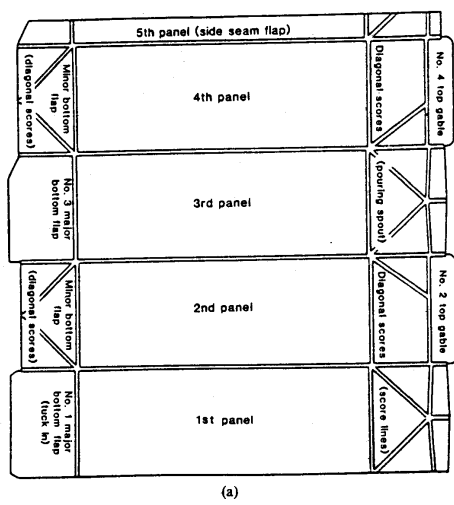 5th panel (side seam flap)
Minor bottom
flap
(diagonal scores)
4th panel
Diagonal scores
No. 4 top gable
No. 3 major
bottom flap
3rd panel
(pouring spout)
Minor bottom
flap
(diagonal scores)
2nd panel
Diagonal scores
No. 2 top gable
No. 1 major
bottom flap
(tuck in)
1st panel
(score lines)
(a)